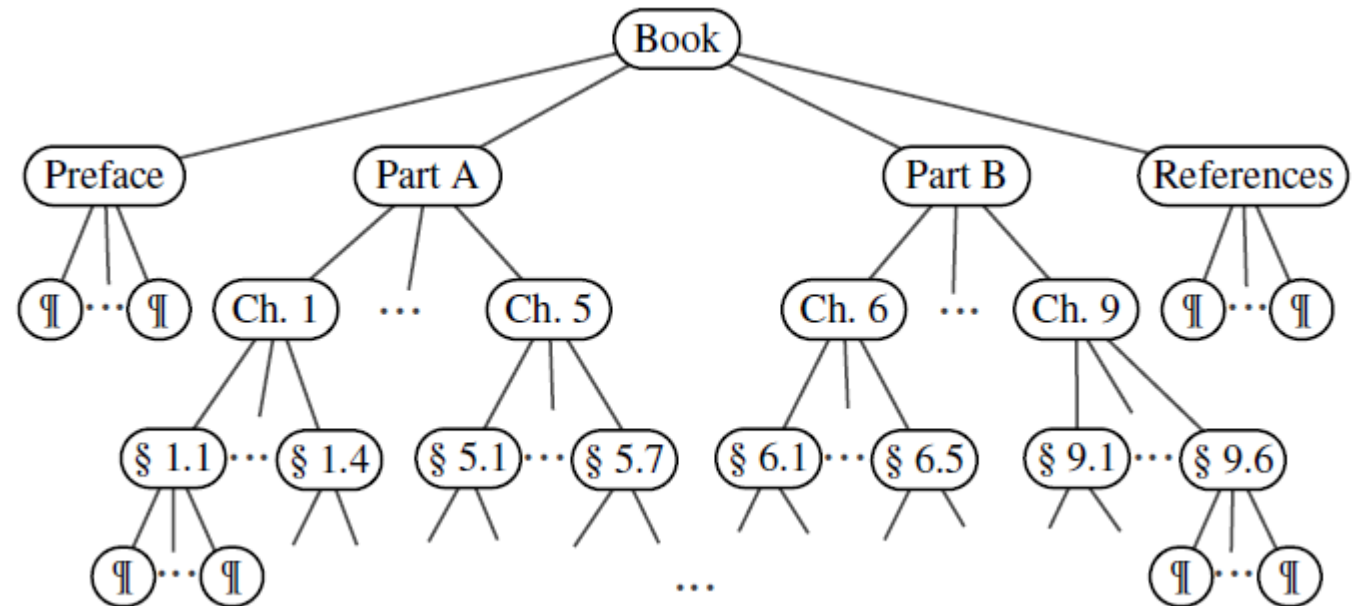 Book
Preface Part A Part B References
¶ ... ¶ Ch. 1 ... Ch. 5 Ch. 6 ... Ch. 9 ¶ ... ¶
§ 1.1 ... § 1.4 § 5.1 ... § 5.7 § 6.1 ... § 6.5 § 9.1 ... § 9.6
¶ ... ¶ ... ¶ ... ¶